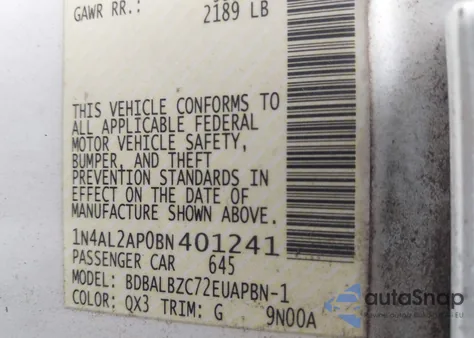 GAWR RR.: 2189 LB
THIS VEHICLE CONFORMS TO
ALL APPLICABLE FEDERAL
MOTOR VEHICLE SAFETY,
BUMPER, AND THEFT
PREVENTION STANDARDS IN
EFFECT ON THE DATE OF
MANUFACTURE SHOWN ABOVE.
1N4AL2AP0BN401241
PASSENGER CAR 645
MODEL: BDBALBZC72EUAPBN-1
COLOR: QX3 TRIM: G 9N00A
autoSnap